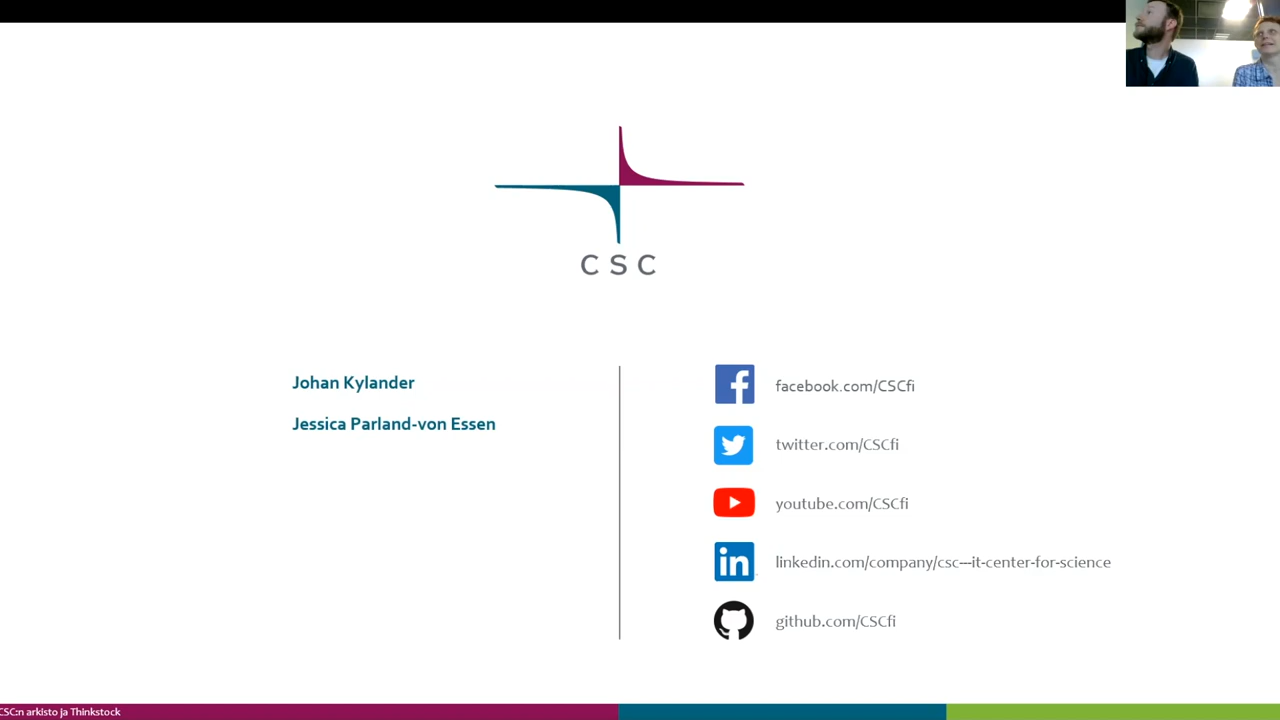 CSC
Johan Kylander
Jessica Parland-von Essen
facebook.com/CSCfi
twitter.com/CSCfi
youtube.com/CSCfi
linkedin.com/company/csc---it-center-for-science
github.com/CSCfi
CSC:n arkisto ja Thinkstock